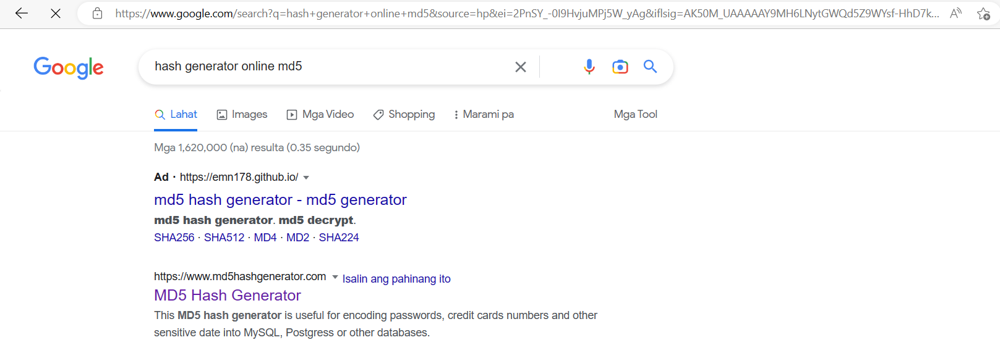 https://www.google.com/search?q=hash+generator+online+md5&source=hp&ei=2PnSY_-0I9HvjuMPj5W_yAg&iflsig=AK50M_UAAAAAY9MH6LNytGWQd5Z9WYsf-HhD7k...
Google
hash generator online md5
Lahat Images Mga Video Shopping Marami pa Mga Tool
Mga 1,620,000 (na) resulta (0.35 segundo)
Ad · https://emn178.github.io/
md5 hash generator - md5 generator
md5 hash generator. md5 decrypt.
SHA256 · SHA512 · MD4 · MD2 · SHA224
https://www.md5hashgenerator.com Isalin ang pahinang ito
MD5 Hash Generator
This MD5 hash generator is useful for encoding passwords, credit cards numbers and other
sensitive date into MySQL, Postgress or other databases.